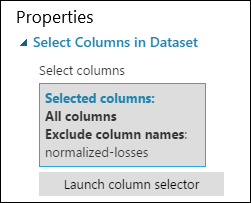 Properties
Select Columns in Dataset
Select columns
Selected columns:
All columns
Exclude column names:
normalized-losses
Launch column selector